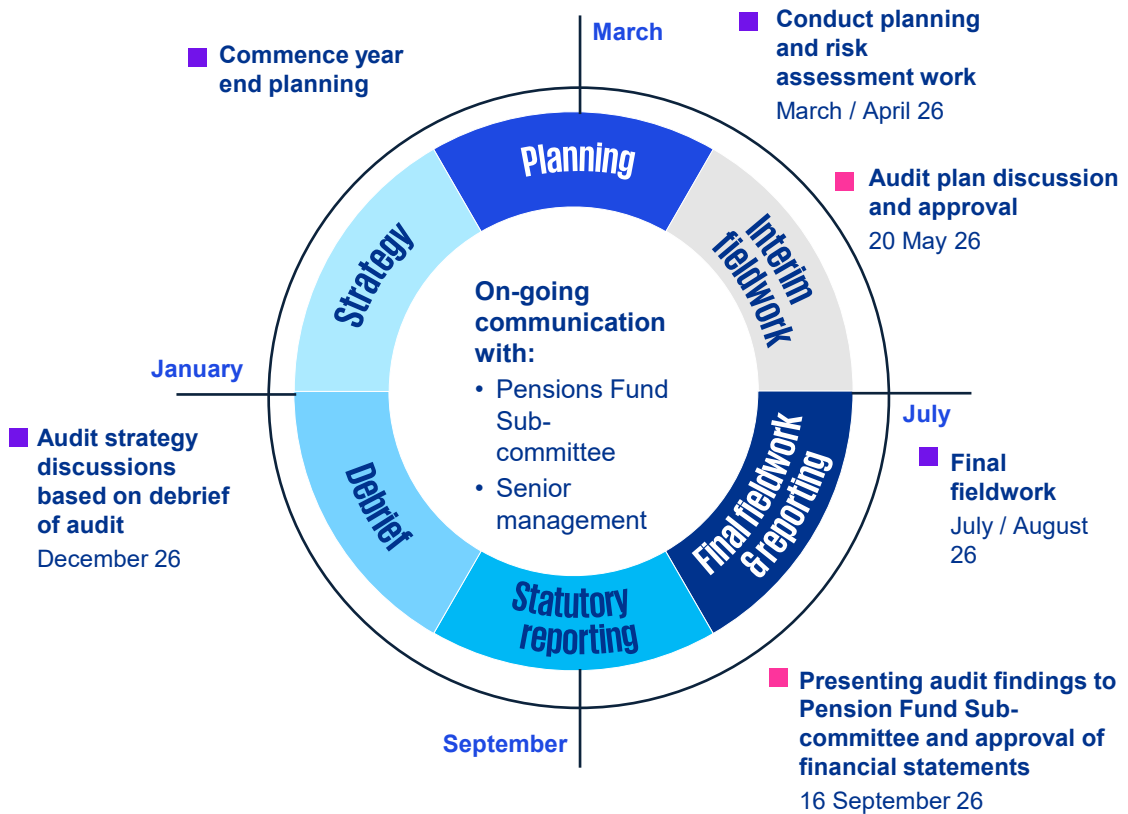 March
Commence year
end planning
Conduct planning
and risk
assessment work
March / April 26
Audit plan discussion
and approval
20 May 26
Planning
Interim
fieldwork
Strategy
On-going
communication
with:
• Pensions Fund
Sub-
committee
• Senior
management
January
July
Audit strategy
discussions
based on debrief
of audit
December 26
Final
fieldwork
July / August
26
Debrief
Final fieldwork
& reporting
Statutory
reporting
September
Presenting audit findings to
Pension Fund Sub-
committee and approval of
financial statements
16 September 26